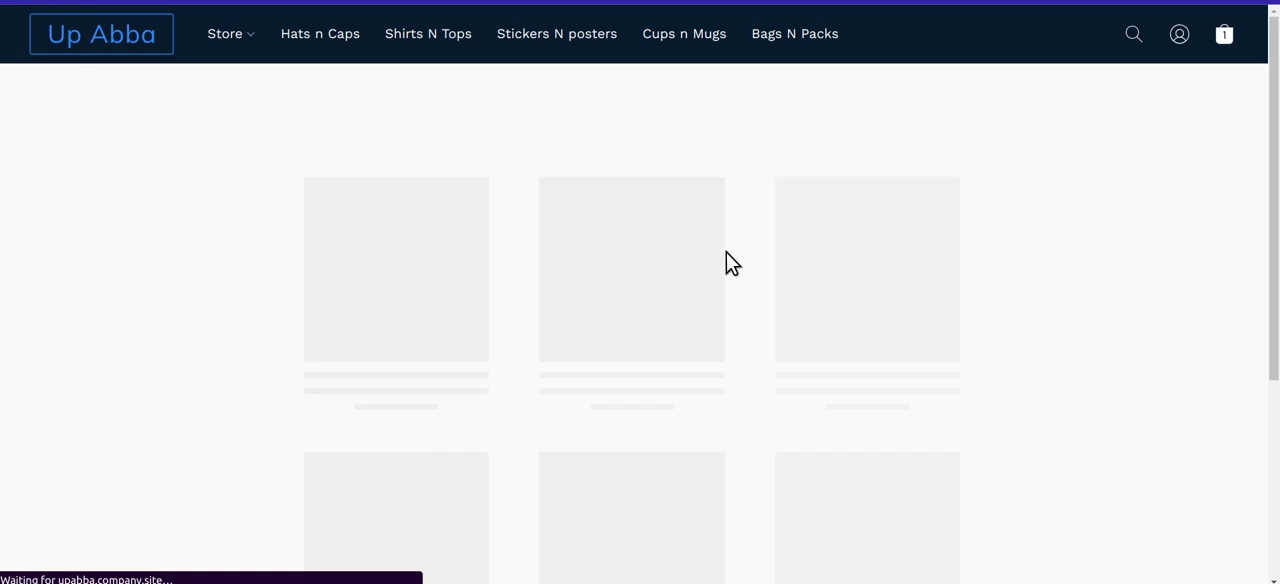 Up Abba
Store
Hats n Caps
Shirts N Tops
Stickers N posters
Cups n Mugs
Bags N Packs
1
Waiting for upabba.company.site…